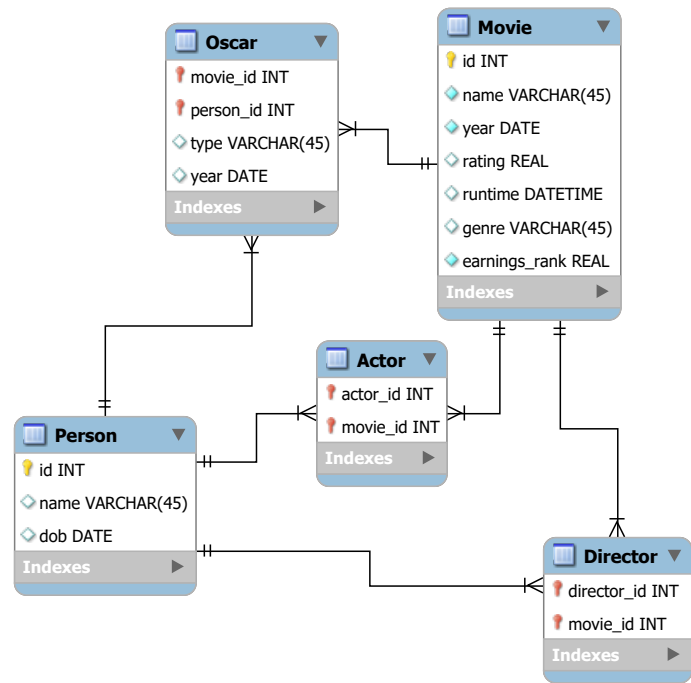 Oscar
movie_id INT
person_id INT
type VARCHAR(45)
year DATE
Indexes
Movie
id INT
name VARCHAR(45)
year DATE
rating REAL
runtime DATETIME
genre VARCHAR(45)
earnings_rank REAL
Indexes
Actor
actor_id INT
movie_id INT
Indexes
Person
id INT
name VARCHAR(45)
dob DATE
Indexes
Director
director_id INT
movie_id INT
Indexes